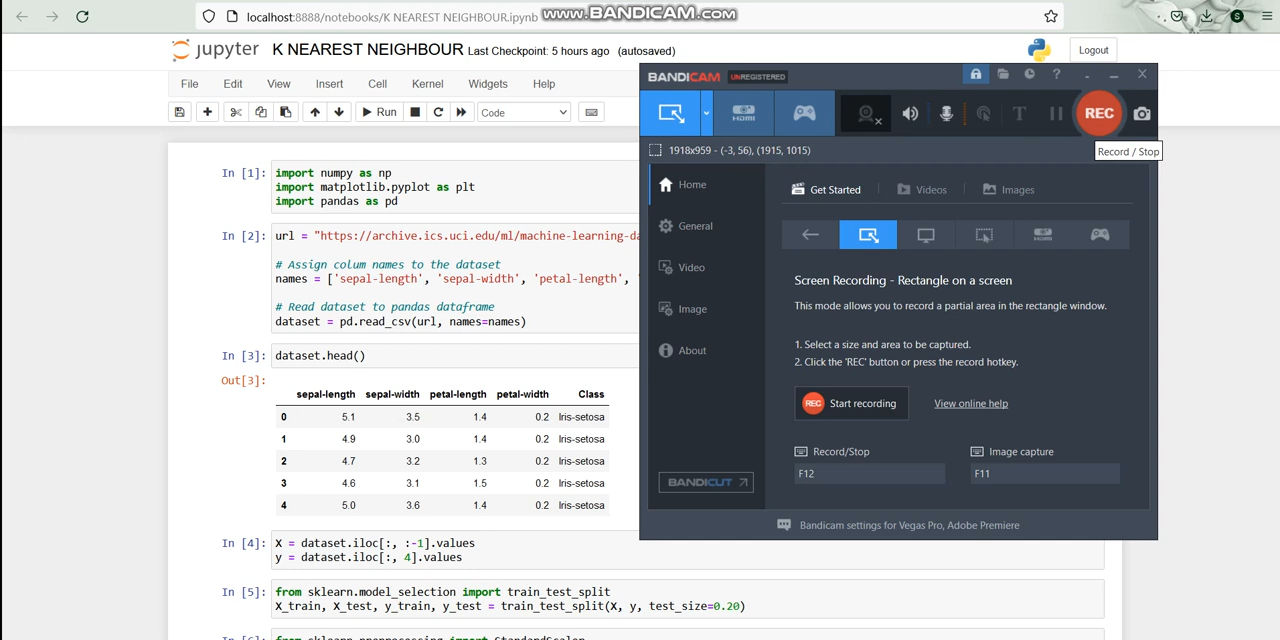 localhost:8888/notebooks/K NEAREST NEIGHBOUR.ipynb
www.BANDICAM.com
S
jupyter K NEAREST NEIGHBOUR Last Checkpoint: 5 hours ago (autosaved)
Logout
File Edit View Insert Cell Kernel Widgets Help
Run Code
BANDICAM UNREGISTERED
HDMI
T
REC
1918x959 - (-3, 56), (1915, 1015)
Record / Stop
Home
General
Video
Image
About
BANDICUT
Get Started Videos Images
HDMI
Screen Recording - Rectangle on a screen
This mode allows you to record a partial area in the rectangle window.
1. Select a size and area to be captured.
2. Click the 'REC' button or press the record hotkey.
REC Start recording View online help
Record/Stop Image capture
F12 F11
Bandicam settings for Vegas Pro, Adobe Premiere
In [1]: import numpy as np
import matplotlib.pyplot as plt
import pandas as pd
In [2]: url = "https://archive.ics.uci.edu/ml/machine-learning-da
# Assign colum names to the dataset
names = ['sepal-length', 'sepal-width', 'petal-length',
# Read dataset to pandas dataframe
dataset = pd.read_csv(url, names=names)
In [3]: dataset.head()
Out[3]:
sepal-length sepal-width petal-length petal-width Class
0 5.1 3.5 1.4 0.2 Iris-setosa
1 4.9 3.0 1.4 0.2 Iris-setosa
2 4.7 3.2 1.3 0.2 Iris-setosa
3 4.6 3.1 1.5 0.2 Iris-setosa
4 5.0 3.6 1.4 0.2 Iris-setosa
In [4]: X = dataset.iloc[:, :-1].values
y = dataset.iloc[:, 4].values
In [5]: from sklearn.model_selection import train_test_split
X_train, X_test, y_train, y_test = train_test_split(X, y, test_size=0.20)
In [6]: from sklearn.preprocessing import StandardScaler